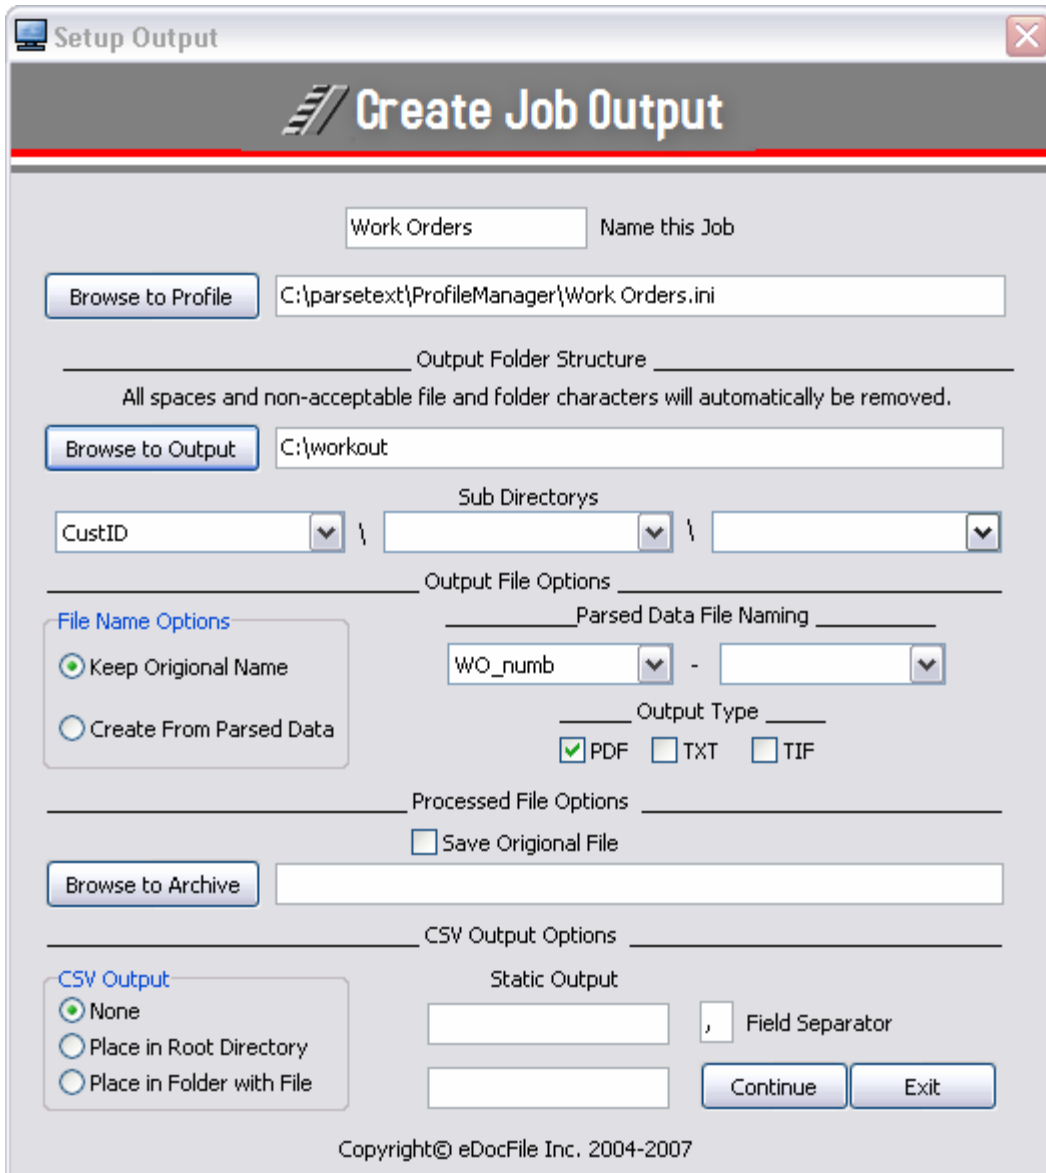 Setup Output
Create Job Output
Work Orders Name this Job
Browse to Profile C:\parsetext\ProfileManager\Work Orders.ini
Output Folder Structure
All spaces and non-acceptable file and folder characters will automatically be removed.
Browse to Output C:\workout
Sub Directorys
CustID \ \
Output File Options
File Name Options
Parsed Data File Naming
Keep Origional Name
WO_numb -
Create From Parsed Data
Output Type
PDF TXT TIF
Processed File Options
Save Origional File
Browse to Archive
CSV Output Options
CSV Output
Static Output
None
, Field Separator
Place in Root Directory
Place in Folder with File
Continue Exit
Copyright© eDocFile Inc. 2004-2007